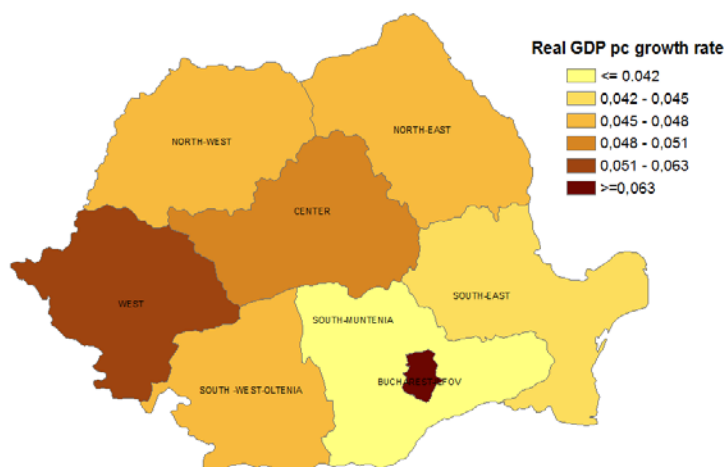 Real GDP pc growth rate
<= 0.042
0,042 - 0,045
0,045 - 0,048
0,048 - 0,051
0,051 - 0,063
>=0,063
NORTH-WEST
NORTH-EAST
CENTER
WEST
SOUTH-EAST
SOUTH-MUNTENIA
BUCHAREST-ILFOV
SOUTH -WEST-OLTENIA